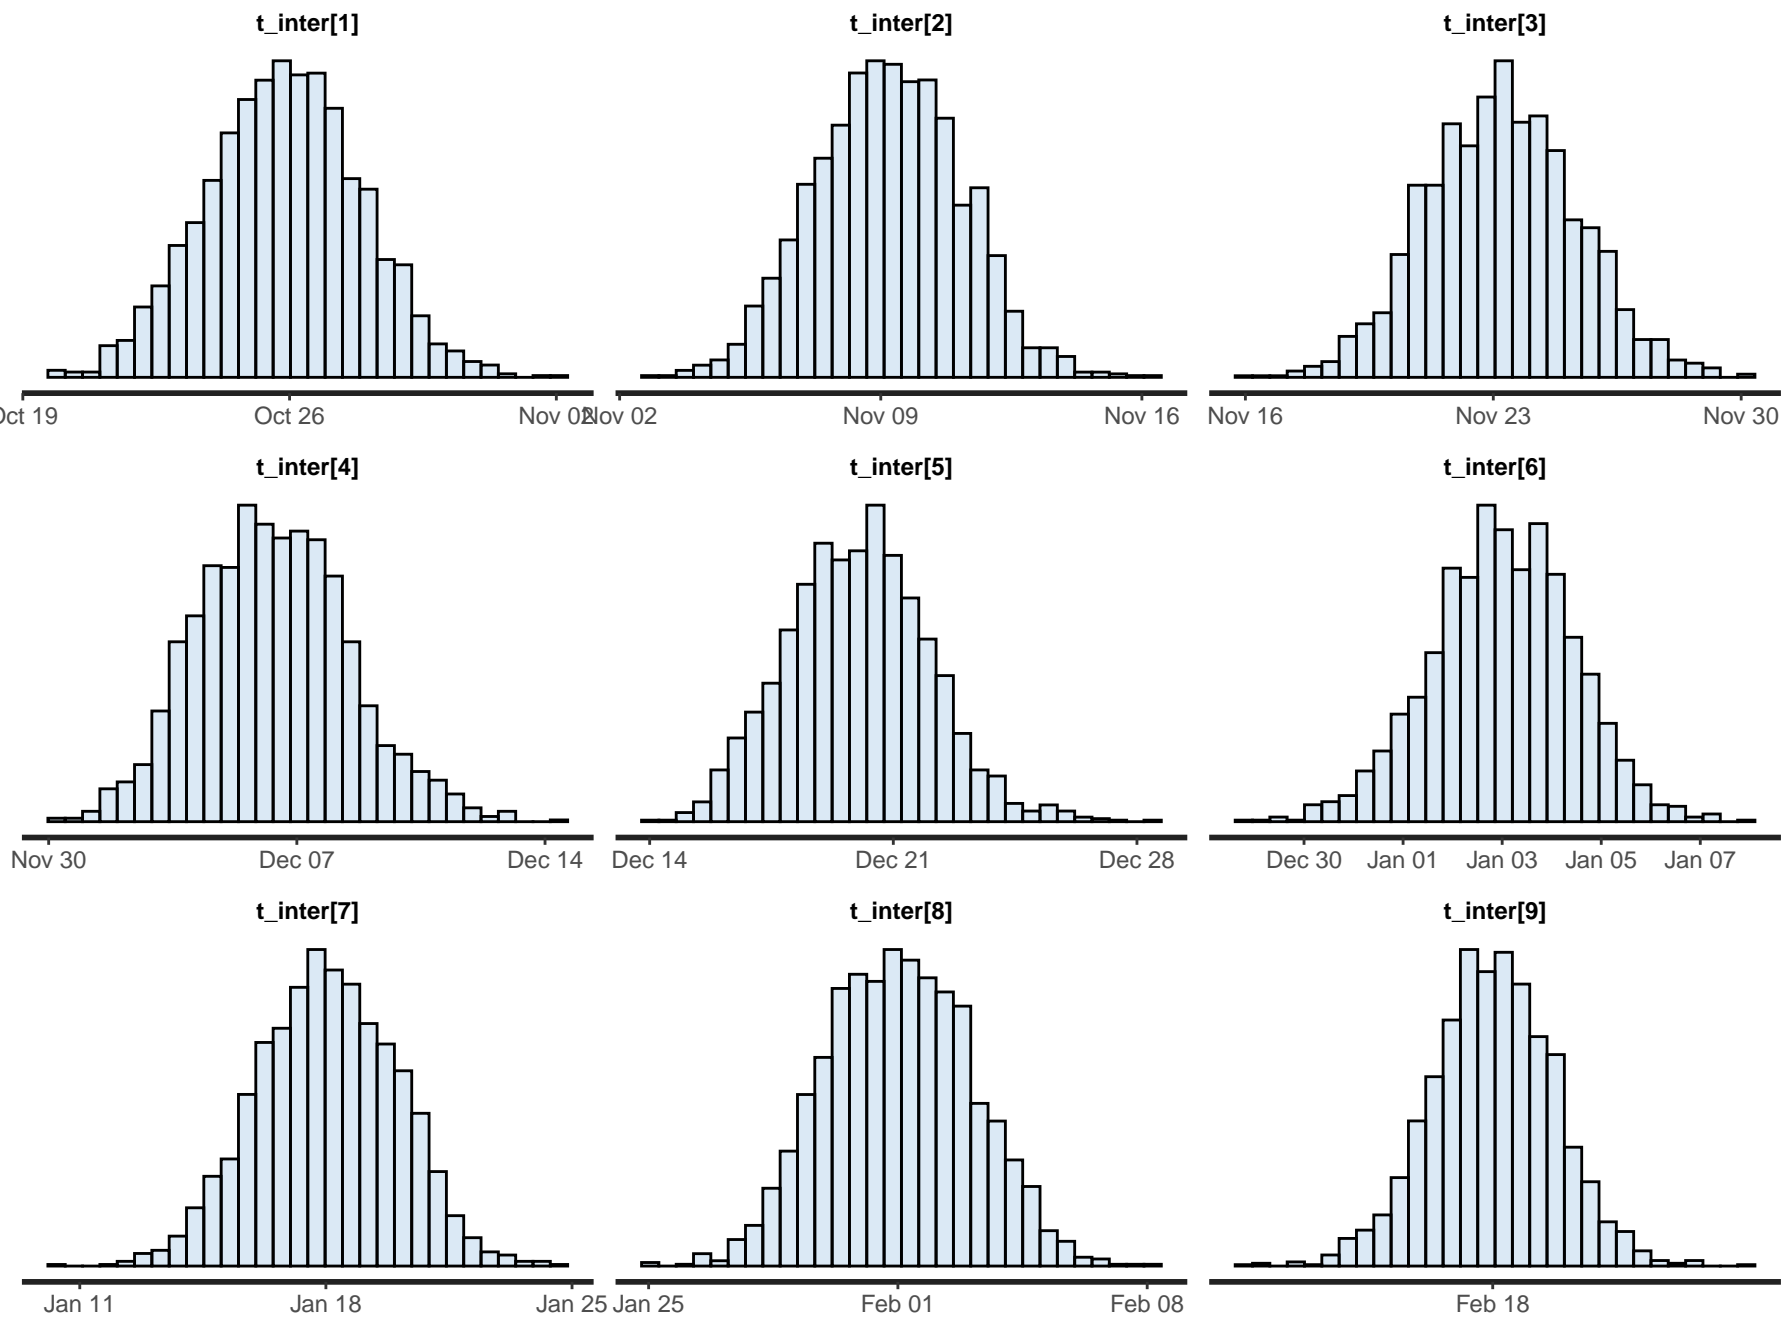 t_inter[1] t_inter[2] t_inter[3]
Oct 19 Oct 26 Nov 02 Nov 02 Nov 09 Nov 16 Nov 16 Nov 23 Nov 30
t_inter[4] t_inter[5] t_inter[6]
Nov 30 Dec 07 Dec 14 Dec 14 Dec 21 Dec 28 Dec 30 Jan 01 Jan 03 Jan 05 Jan 07
t_inter[7] t_inter[8] t_inter[9]
Jan 11 Jan 18 Jan 25 Jan 25 Feb 01 Feb 08 Feb 18